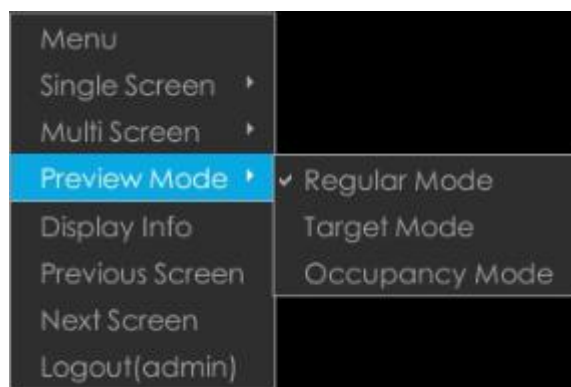 Menu
Single Screen
Multi Screen
Preview Mode
Regular Mode
Display Info
Target Mode
Previous Screen
Occupancy Mode
Next Screen
Logout(admin)